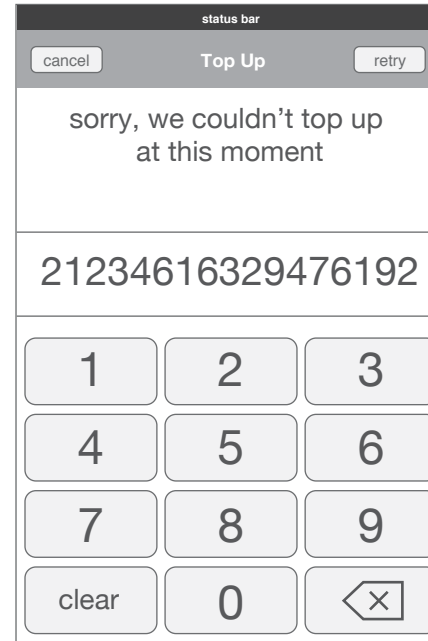 status bar
cancel Top Up retry
sorry, we couldn’t top up
at this moment
21234616329476192
1 2 3
4 5 6
7 8 9
clear 0